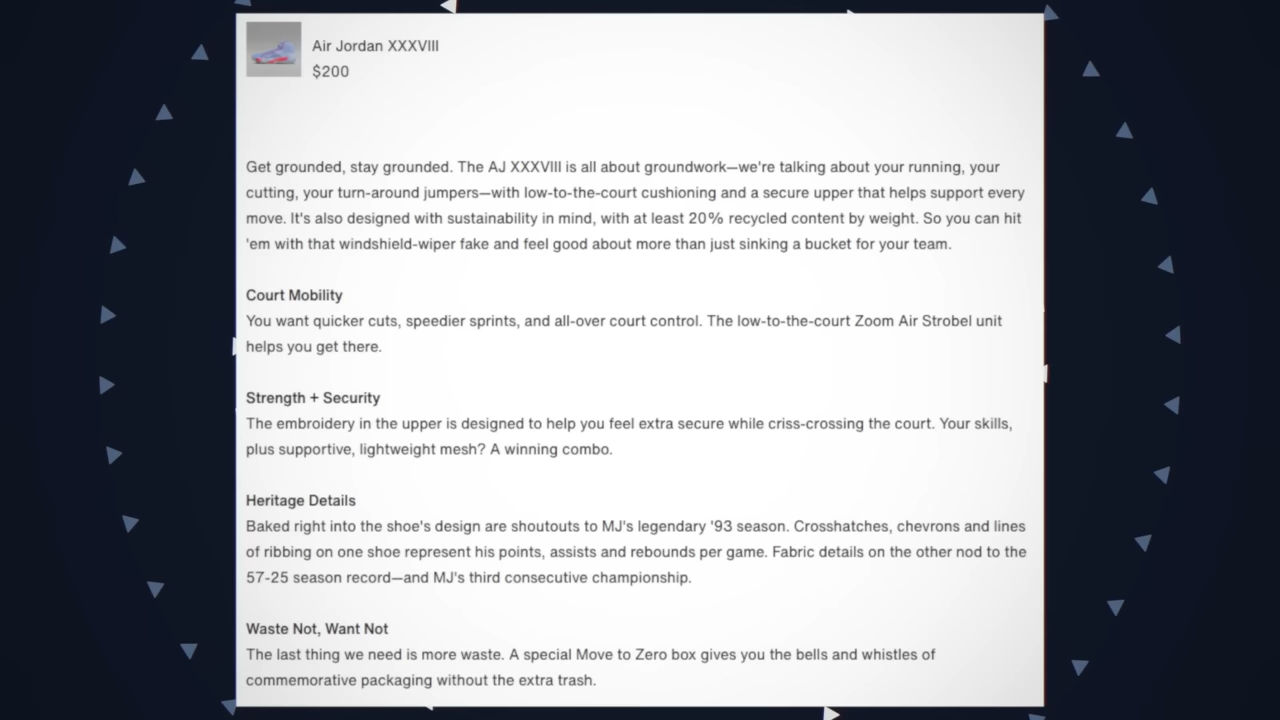 Air Jordan XXXVIII
$200
Get grounded, stay grounded. The AJ XXXVIII is all about groundwork—we're talking about your running, your
cutting, your turn-around jumpers—with low-to-the-court cushioning and a secure upper that helps support every
move. It's also designed with sustainability in mind, with at least 20% recycled content by weight. So you can hit
'em with that windshield-wiper fake and feel good about more than just sinking a bucket for your team.
Court Mobility
You want quicker cuts, speedier sprints, and all-over court control. The low-to-the-court Zoom Air Strobel unit
helps you get there.
Strength + Security
The embroidery in the upper is designed to help you feel extra secure while criss-crossing the court. Your skills,
plus supportive, lightweight mesh? A winning combo.
Heritage Details
Baked right into the shoe's design are shoutouts to MJ's legendary '93 season. Crosshatches, chevrons and lines
of ribbing on one shoe represent his points, assists and rebounds per game. Fabric details on the other nod to the
57-25 season record—and MJ's third consecutive championship.
Waste Not, Want Not
The last thing we need is more waste. A special Move to Zero box gives you the bells and whistles of
commemorative packaging without the extra trash.